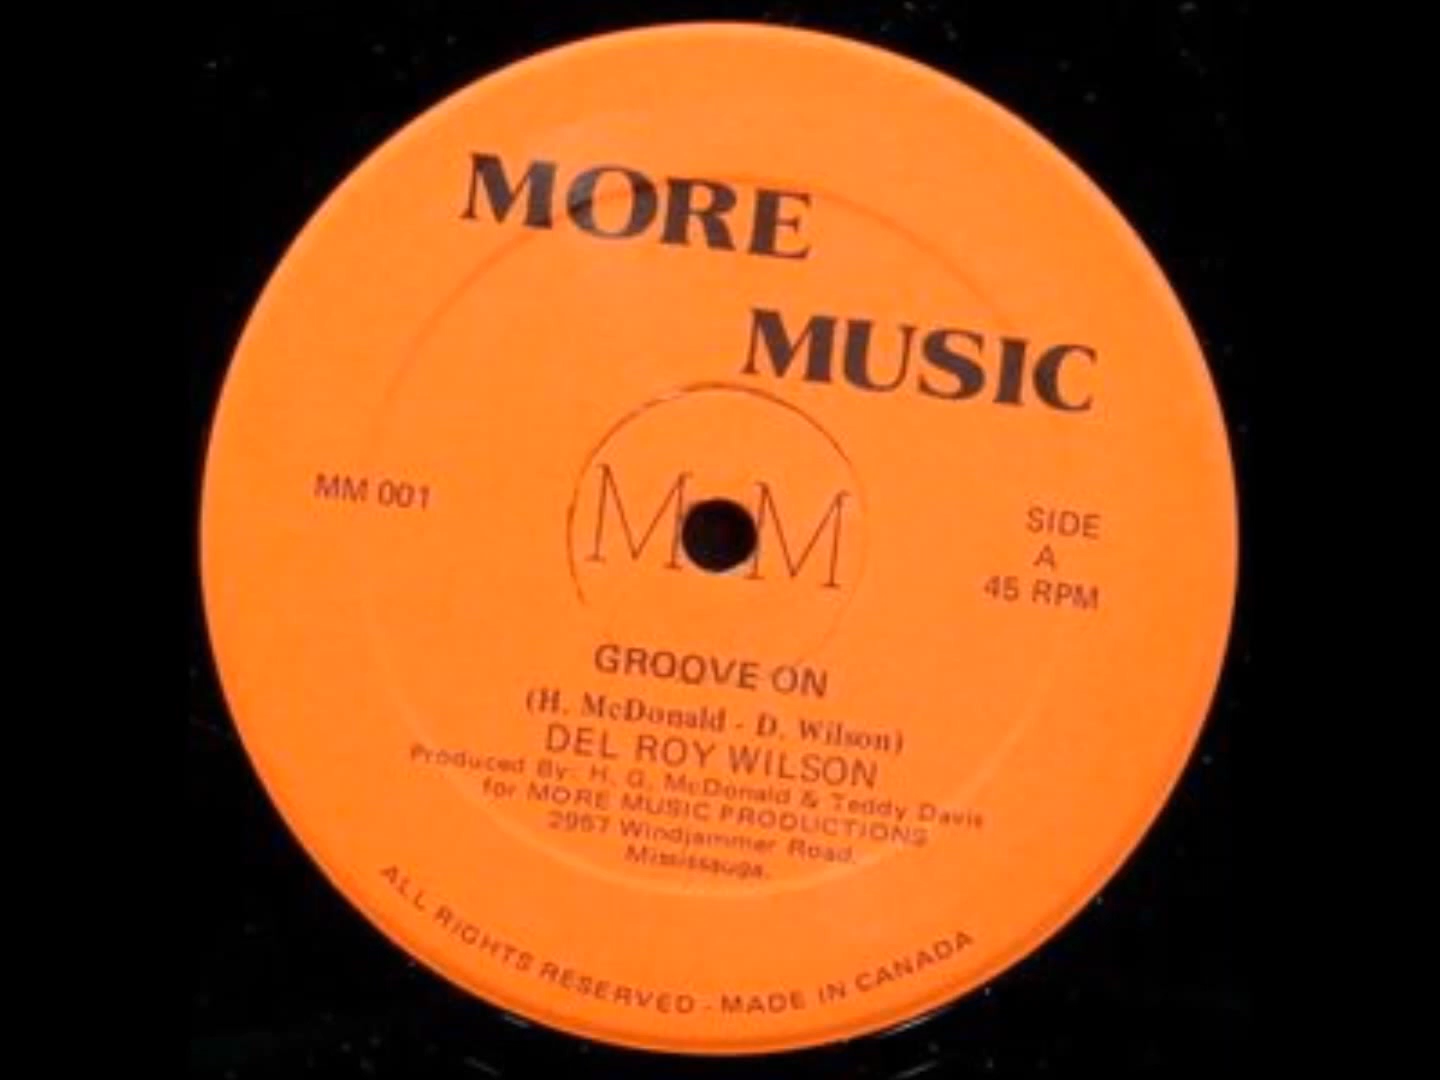 MORE
MUSIC
MM 001
M M
SIDE
A
45 RPM
GROOVE ON
(H. McDonald - D. Wilson)
DEL ROY WILSON
Produced By: H. G. McDonald & Teddy Davis
for MORE MUSIC PRODUCTIONS
2957 Windjammer Road,
Mississauga.
ALL RIGHTS RESERVED - MADE IN CANADA